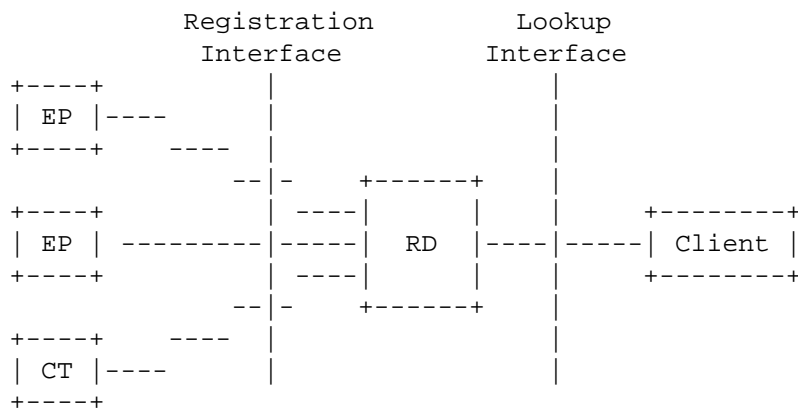 Registration Lookup
Interface Interface
EP
EP RD Client
CT